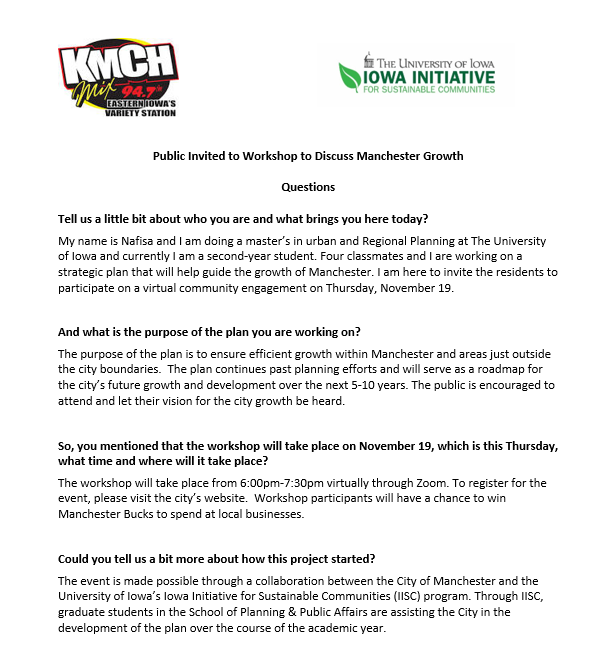 KMCH
Mix 94.7
EASTERN IOWA'S
VARIETY STATION
THE UNIVERSITY OF IOWA
IOWA INITIATIVE
FOR SUSTAINABLE COMMUNITIES
Public Invited to Workshop to Discuss Manchester Growth
Questions
Tell us a little bit about who you are and what brings you here today?
My name is Nafisa and I am doing a master's in urban and Regional Planning at The University
of Iowa and currently I am a second-year student. Four classmates and I are working on a
strategic plan that will help guide the growth of Manchester. I am here to invite the residents to
participate on a virtual community engagement on Thursday, November 19.
And what is the purpose of the plan you are working on?
The purpose of the plan is to ensure efficient growth within Manchester and areas just outside
the city boundaries.  The plan continues past planning efforts and will serve as a roadmap for
the city's future growth and development over the next 5-10 years. The public is encouraged to
attend and let their vision for the city growth be heard.
So, you mentioned that the workshop will take place on November 19, which is this Thursday,
what time and where will it take place?
The workshop will take place from 6:00pm-7:30pm virtually through Zoom. To register for the
event, please visit the city's website.  Workshop participants will have a chance to win
Manchester Bucks to spend at local businesses.
Could you tell us a bit more about how this project started?
The event is made possible through a collaboration between the City of Manchester and the
University of Iowa's Iowa Initiative for Sustainable Communities (IISC) program. Through IISC,
graduate students in the School of Planning & Public Affairs are assisting the City in the
development of the plan over the course of the academic year.